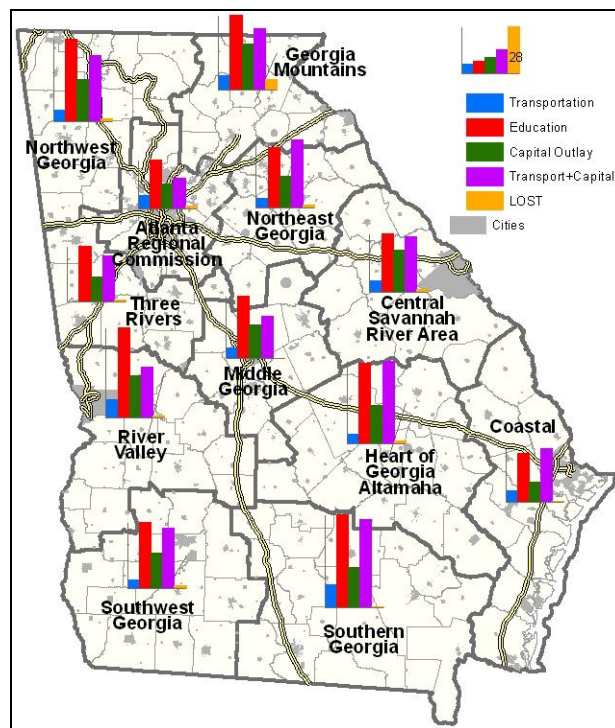 Georgia
Mountains
28
Transportation
Education
Capital Outlay
Transport+Capital
LOST
Cities
Northwest
Georgia
Atlanta
Regional
Commission
Northeast
Georgia
Three
Rivers
Central
Savannah
River Area
Middle
Georgia
River
Valley
Heart of
Georgia
Altamaha
Coastal
Southwest
Georgia
Southern
Georgia